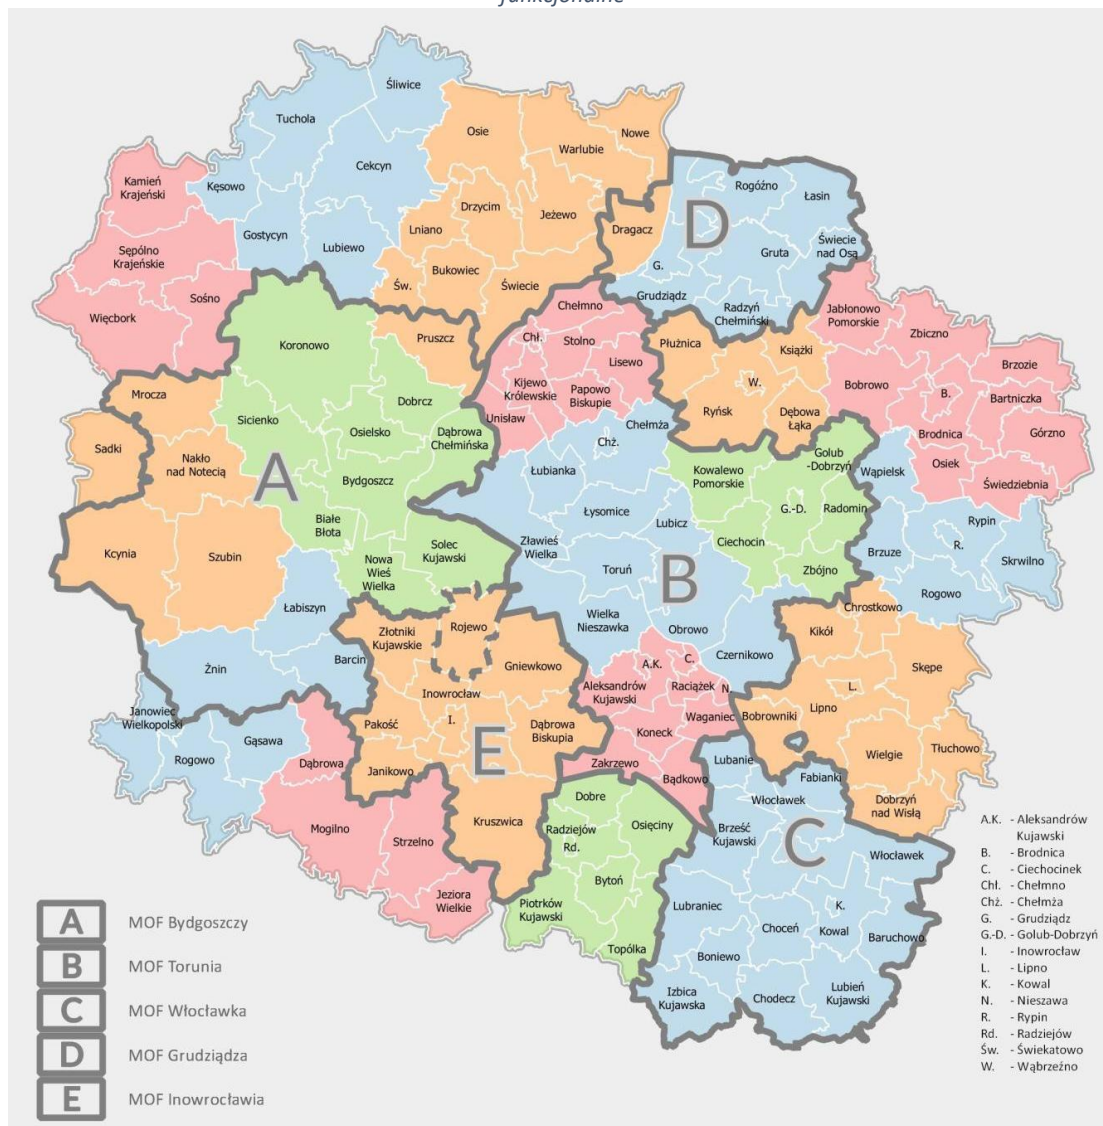 funkcjonalne
Śliwice
Tuchola
Osie
Nowe
Warlubie
Cekcyn
Rogóźno
Kamień
Krajeński
Kęsowo
Łasin
Drzycim
Jeżewo
D
Lniano
Dragacz
Gostycyn
Lubiewo
Świecie
nad Osą
Sępólno
Krajeńskie
Gruta
G.
Bukowiec
Św.
Świecie
Grudziądz
Sośno
Radzyń
Chełmiński
Więcbork
Chełmno
Jabłonowo
Pomorskie
Pruszcz
Chł.
Stolno
Płużnica
Zbiczno
Koronowo
Książki
Lisewo
Brzozie
Kijewo
Królewskie
Papowo
Biskupie
W.
Bobrowo
B.
Mrocza
Dobrcz
Bartniczka
Ryńsk
Dębowa
Łąka
Unisław
Sicienko
Osielsko
Chełmża
Dąbrowa
Chełmińska
Chż.
Brodnica
Górzno
Sadki
Nakło
nad Notecią
Golub
-Dobrzyń
Osiek
A
Łubianka
Kowalewo
Pomorskie
Wąpielsk
Bydgoszcz
Świedziebnia
Łysomice
G.-D.
Radomin
Białe
Błota
Lubicz
Rypin
Solec
Kujawski
Zławieś
Wielka
Ciechocin
R.
Kcynia
Szubin
Nowa
Wieś
Wielka
Brzuze
Skrwilno
Toruń
B
Zbójno
Rogowo
Łabiszyn
Chrostkowo
Wielka
Nieszawka
Rojewo
Złotniki
Kujawskie
Obrowo
Kikół
Żnin
Barcin
Gniewkowo
Czernikowo
A.K.
C.
Skępe
Aleksandrów
Kujawski
Raciążek
N.
Inowrocław
L.
Janowiec
Wielkopolski
Lipno
Pakość
I.
Dąbrowa
Biskupia
Waganiec
Bobrowniki
Koneck
Gąsawa
E
Rogowo
Dąbrowa
Janikowo
Zakrzewo
Bądkowo
Lubanie
Wielgie
Tłuchowo
Fabianki
Dobre
Włocławek
Dobrzyń
nad Wisłą
Kruszwica
Mogilno
Radziejów
Rd.
Osięciny
Brześć
Kujawski
C
Strzelno
Włocławek
Bytoń
Jeziora
Wielkie
Lubraniec
K.
Piotrków
Kujawski
Choceń
Kowal
Baruchowo
Topólka
Boniewo
Izbica
Kujawska
Chodecz
Lubień
Kujawski
A.K. - Aleksandrów
Kujawski
B. - Brodnica
C. - Ciechocinek
Chł. - Chełmno
Chż. - Chełmża
G. - Grudziądz
G.-D. - Golub-Dobrzyń
I. - Inowrocław
L. - Lipno
K. - Kowal
N. - Nieszawa
R. - Rypin
Rd. - Radziejów
Św. - Świekatowo
W. - Wąbrzeźno
A MOF Bydgoszczy
B MOF Torunia
C MOF Włocławka
D MOF Grudziądza
E MOF Inowrocławia